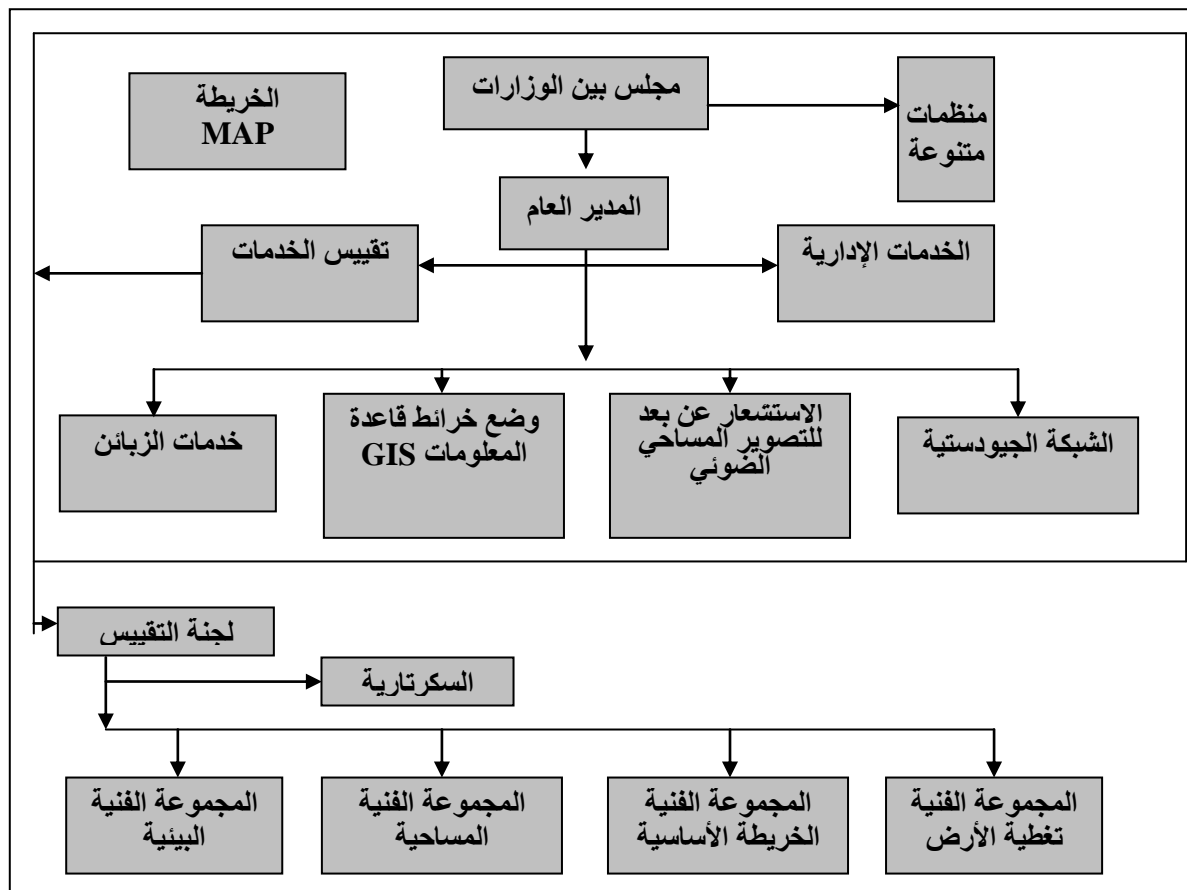 مجلس بين الوزارات
الخريطة
MAP
منظمات
متنوعة
المدير العام
الخدمات الإدارية
تقييس الخدمات
الشبكة الجيودستية
الاستشعار عن بعد
للتصوير المساحي
الضوئي
وضع خرائط قاعدة
المعلومات GIS
خدمات الزبائن
لجنة التقييس
السكرتارية
المجموعة الفنية
تغطية الأرض
المجموعة الفنية
الخريطة الأساسية
المجموعة الفنية
المساحية
المجموعة الفنية
البيئية